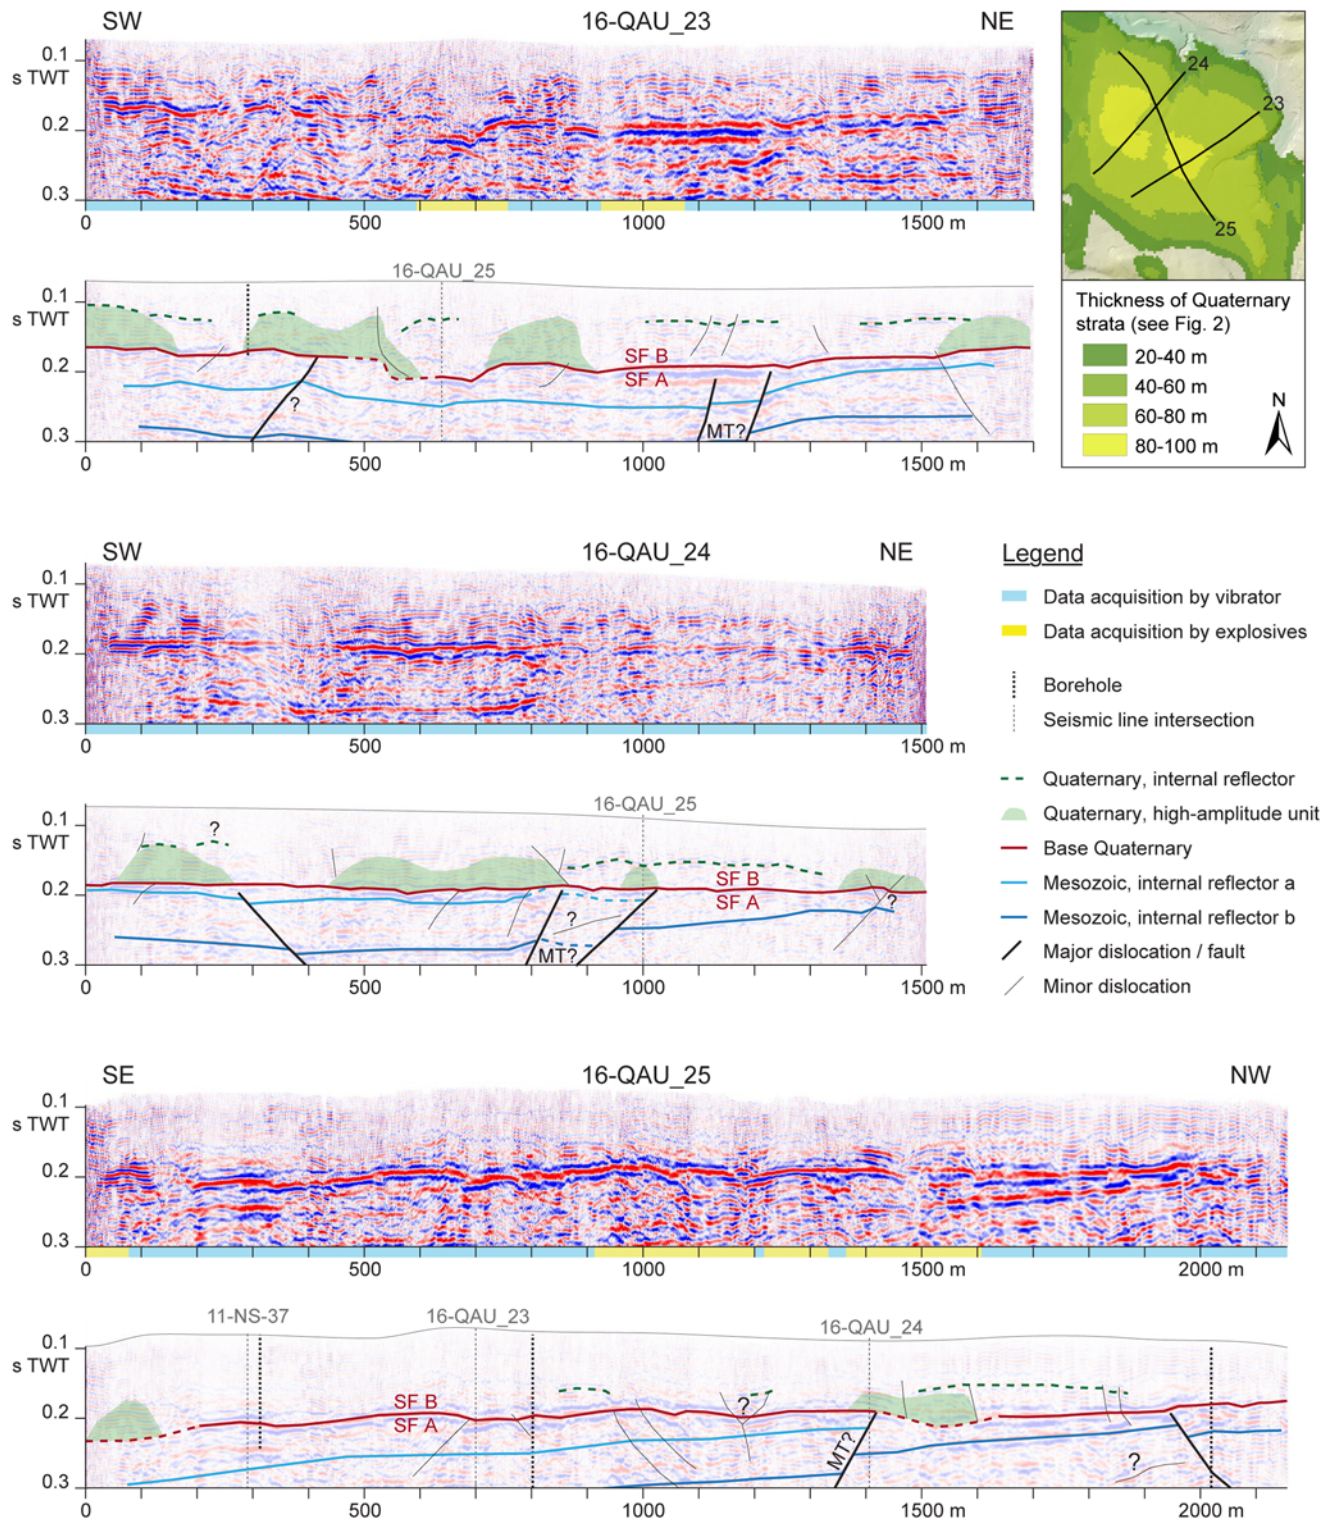 SW 16-QAU_23 NE
0.1
s TWT
0.2
0.3
0 500 1000 1500 m
16-QAU_25
0.1
s TWT
SF B
0.2
SF A
?
MT?
0.3
0 500 1000 1500 m
24
23
25
Thickness of Quaternary
strata (see Fig. 2)
20-40 m
40-60 m
60-80 m
80-100 m
N
SW 16-QAU_24 NE
0.1
s TWT
0.2
0.3
0 500 1000 1500 m
16-QAU_25
0.1
s TWT
?
SF B
0.2
SF A
?
?
MT?
0.3
0 500 1000 1500 m
Legend
Data acquisition by vibrator
Data acquisition by explosives
Borehole
Seismic line intersection
Quaternary, internal reflector
Quaternary, high-amplitude unit
Base Quaternary
Mesozoic, internal reflector a
Mesozoic, internal reflector b
Major dislocation / fault
Minor dislocation
SE 16-QAU_25 NW
0.1
s TWT
0.2
0.3
0 500 1000 1500 m 2000 m
11-NS-37 16-QAU_23 16-QAU_24
0.1
s TWT
SF B
?
0.2
SF A
MT?
?
0.3
0 500 1000 1500 m 2000 m